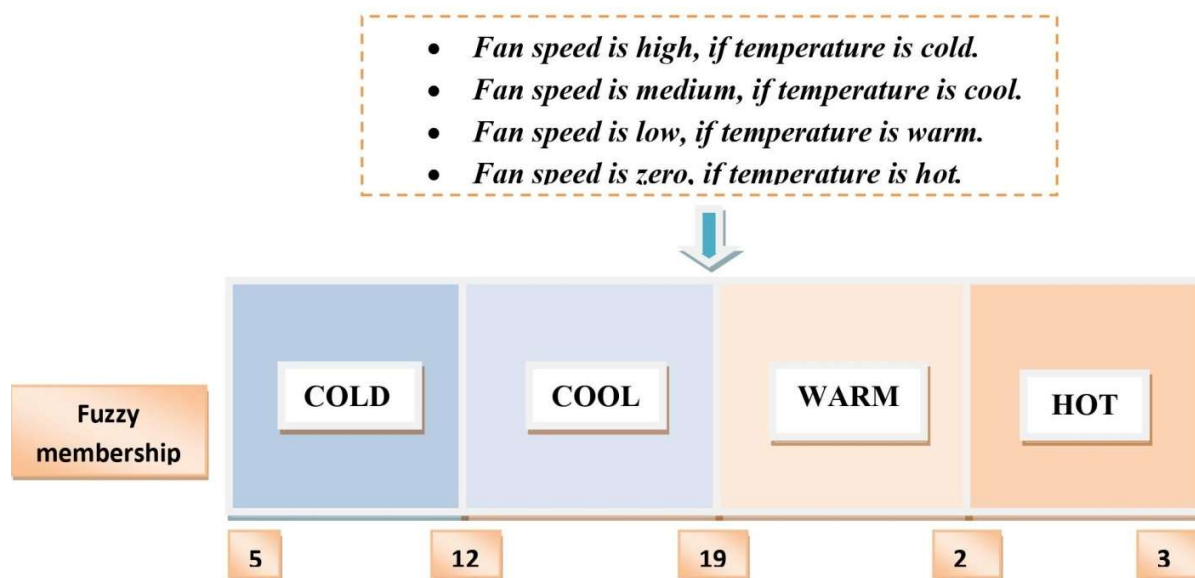 • Fan speed is high, if temperature is cold.
• Fan speed is medium, if temperature is cool.
• Fan speed is low, if temperature is warm.
• Fan speed is zero, if temperature is hot.
COLD
COOL
WARM
HOT
Fuzzy
membership
5
12
19
2
3